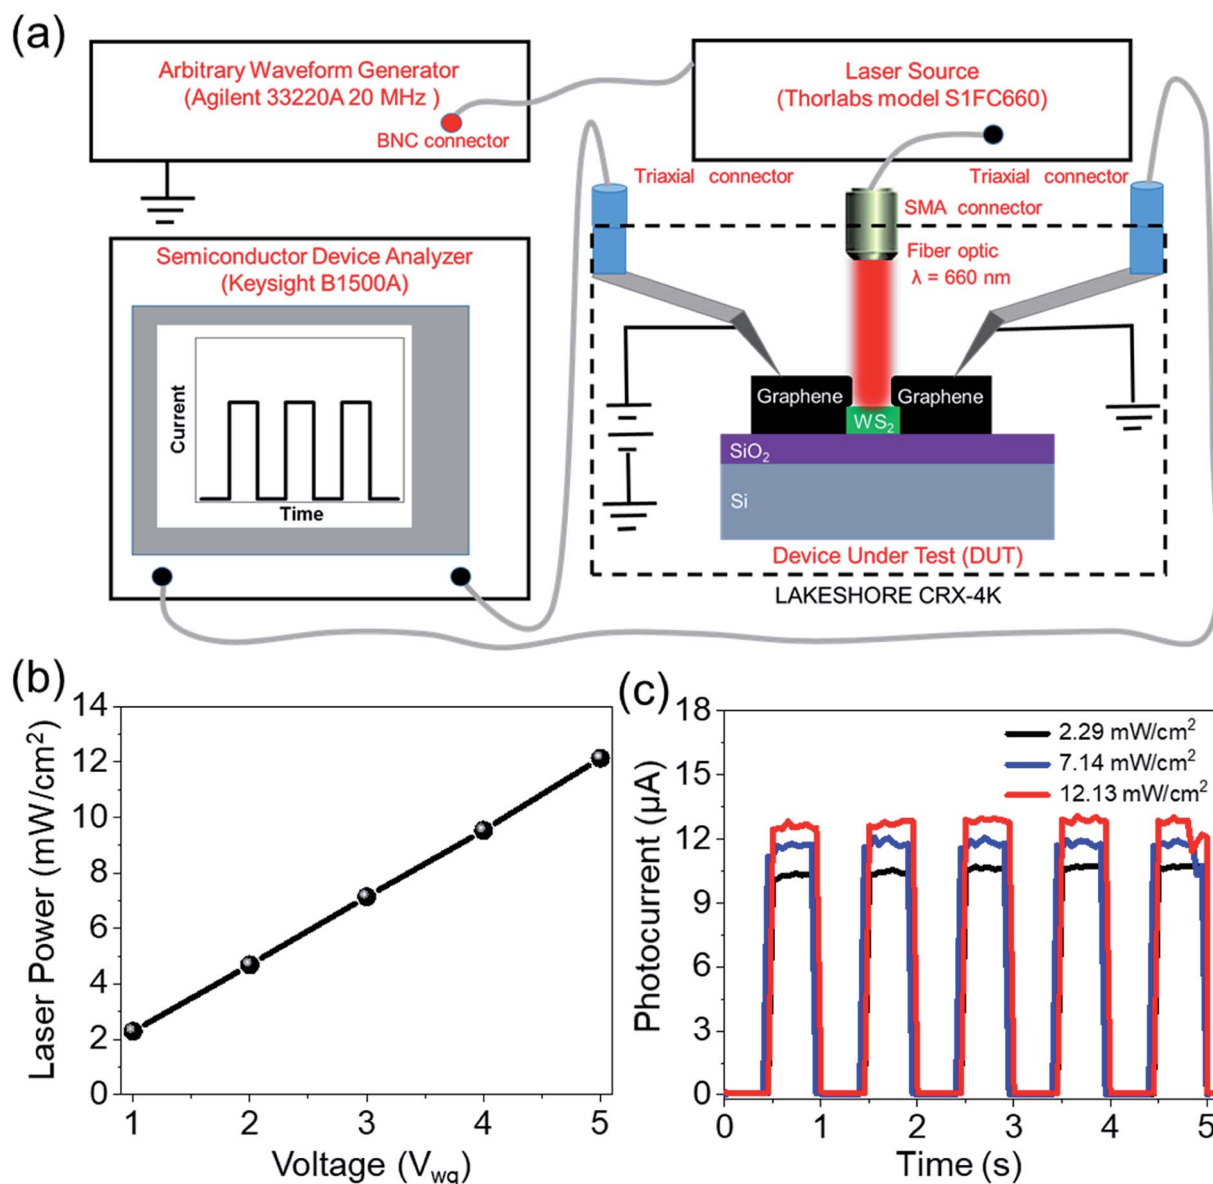 (a)
Arbitrary Waveform Generator
(Agilent 33220A 20 MHz )
BNC connector
Laser Source
(Thorlabs model S1FC660)
Triaxial connector
Triaxial connector
SMA connector
Fiber optic
λ = 660 nm
Semiconductor Device Analyzer
(Keysight B1500A)
Current
Time
Graphene
Graphene
WS₂
SiO₂
Si
Device Under Test (DUT)
LAKESHORE CRX-4K
(b)
Laser Power (mW/cm²)
14
12
10
8
6
4
2
0
1 2 3 4 5
Voltage (V_wg)
(c)
Photocurrent (µA)
18
15
12
9
6
3
0
2.29 mW/cm²
7.14 mW/cm²
12.13 mW/cm²
0 1 2 3 4 5
Time (s)